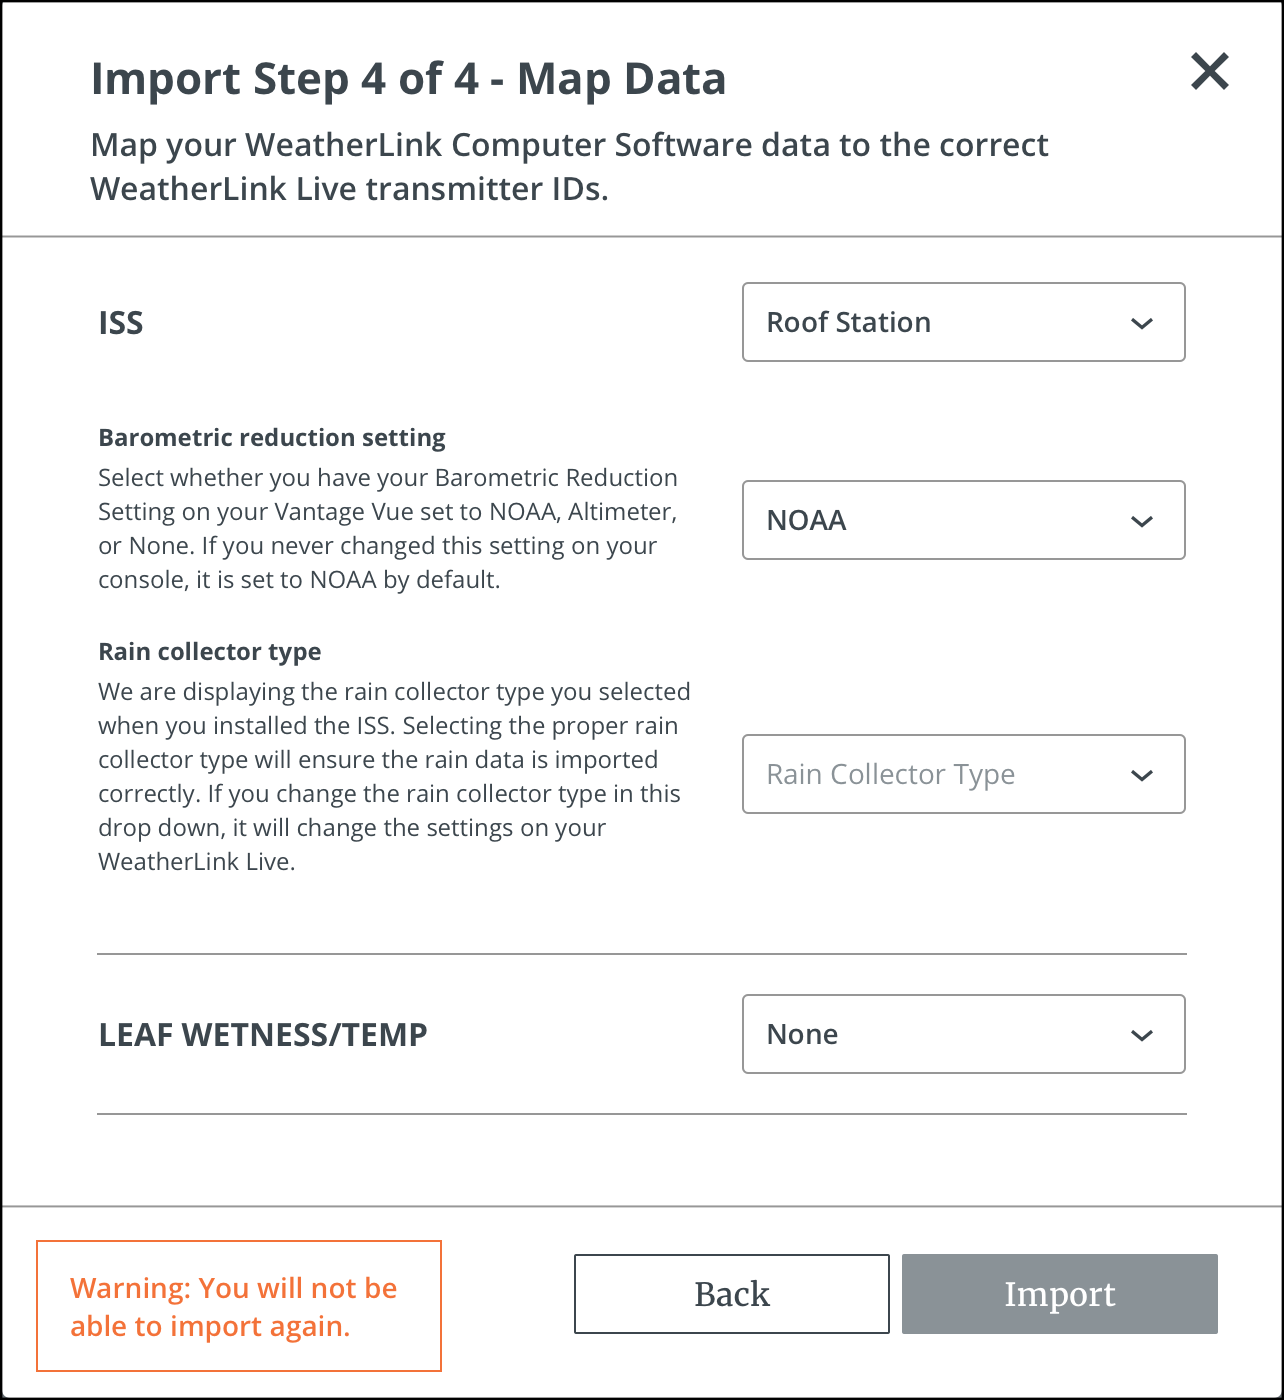 Import Step 4 of 4 - Map Data
Map your WeatherLink Computer Software data to the correct
WeatherLink Live transmitter IDs.
ISS
Roof Station
Barometric reduction setting
Select whether you have your Barometric Reduction
Setting on your Vantage Vue set to NOAA, Altimeter,
or None. If you never changed this setting on your
console, it is set to NOAA by default.
NOAA
Rain collector type
We are displaying the rain collector type you selected
when you installed the ISS. Selecting the proper rain
collector type will ensure the rain data is imported
correctly. If you change the rain collector type in this
drop down, it will change the settings on your
WeatherLink Live.
Rain Collector Type
LEAF WETNESS/TEMP
None
Warning: You will not be
able to import again.
Back
Import